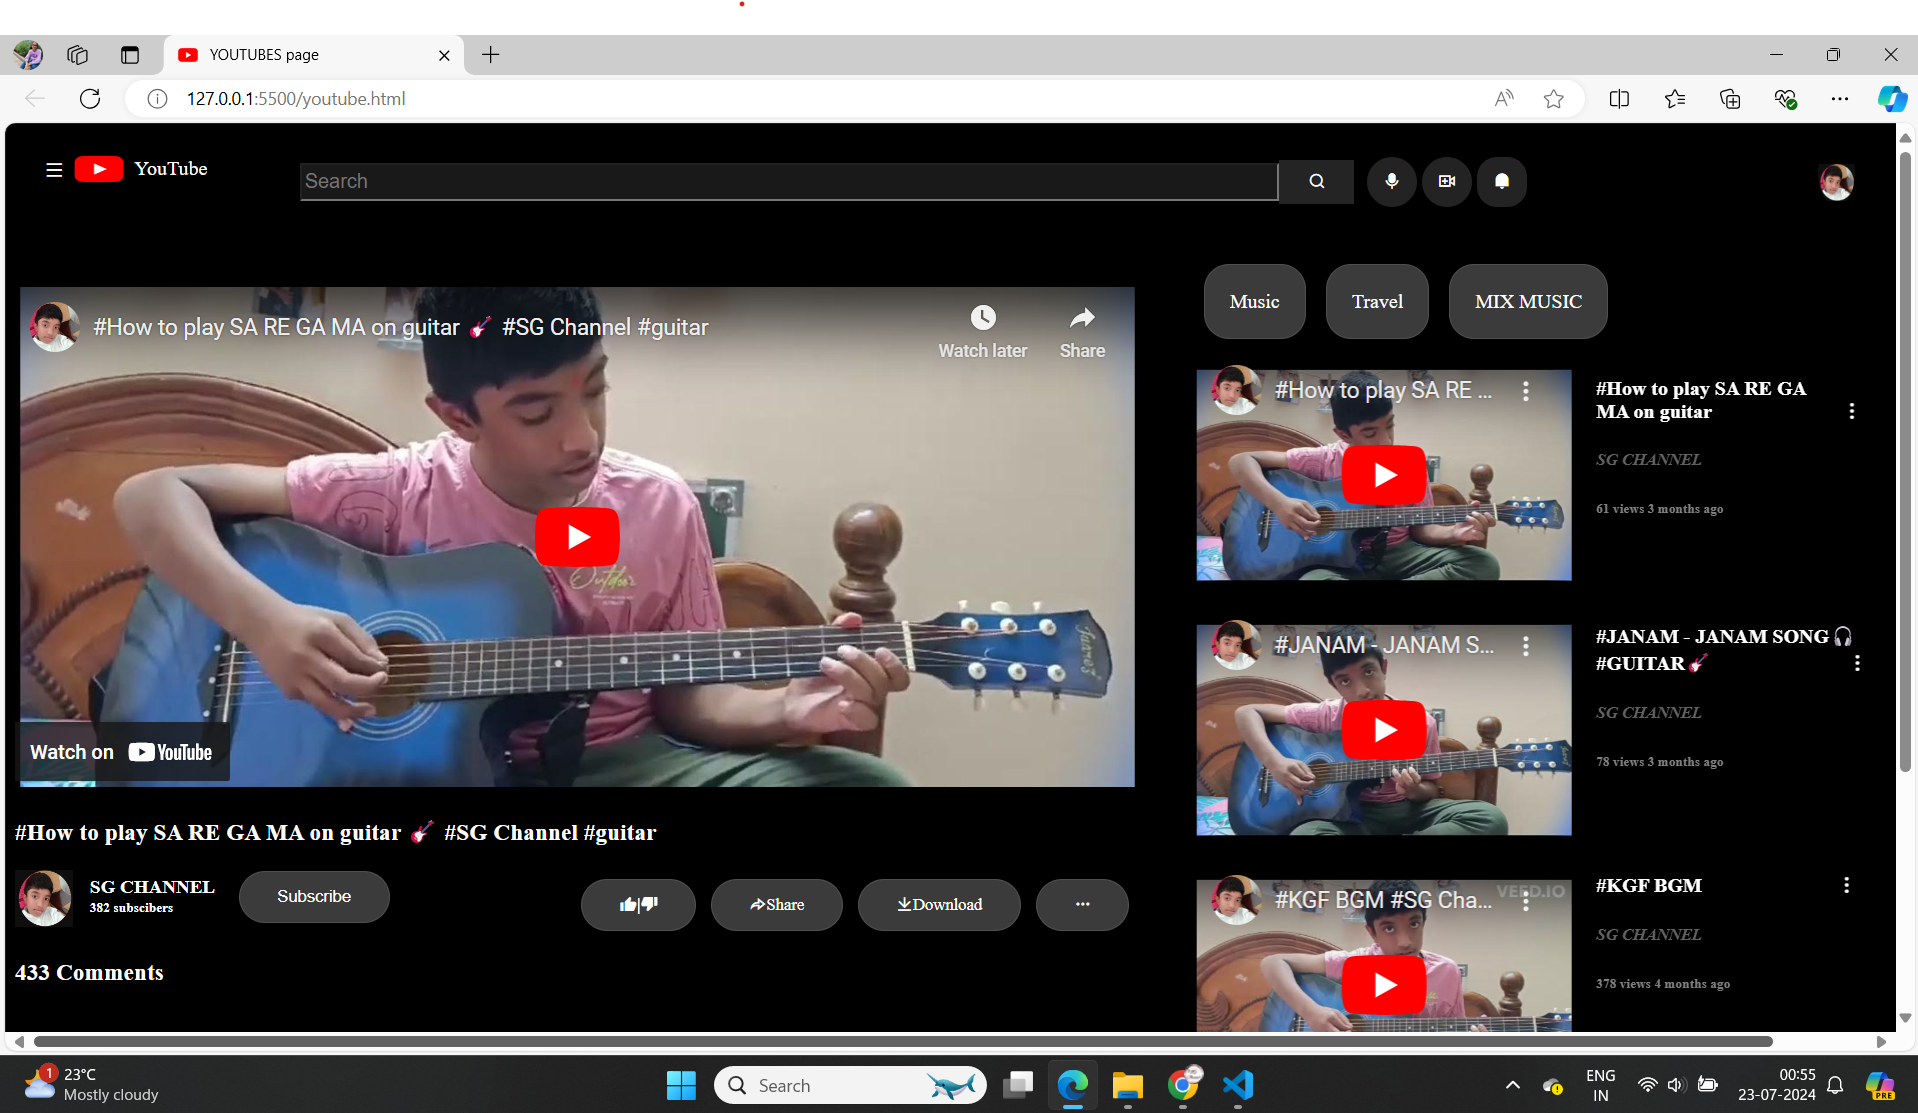 YOUTUBES page
127.0.0.1:5500/youtube.html
YouTube
Search
Music
Travel
MIX MUSIC
#How to play SA RE GA MA on guitar 🎸 #SG Channel #guitar
Watch later
Share
Outdoor
Watch on YouTube
#How to play SA RE ...
#How to play SA RE GA
MA on guitar
SG CHANNEL
61 views 3 months ago
#JANAM - JANAM S...
#JANAM - JANAM SONG🎧
#GUITAR🎸
SG CHANNEL
78 views 3 months ago
#How to play SA RE GA MA on guitar 🎸 #SG Channel #guitar
SG CHANNEL
382 subscibers
Subscribe
Share
Download
433 Comments
VEED.IO
#KGF BGM #SG Cha...
#KGF BGM
SG CHANNEL
378 views 4 months ago
1
23°C
Mostly cloudy
Search
ENG
IN
00:55
23-07-2024
PRE